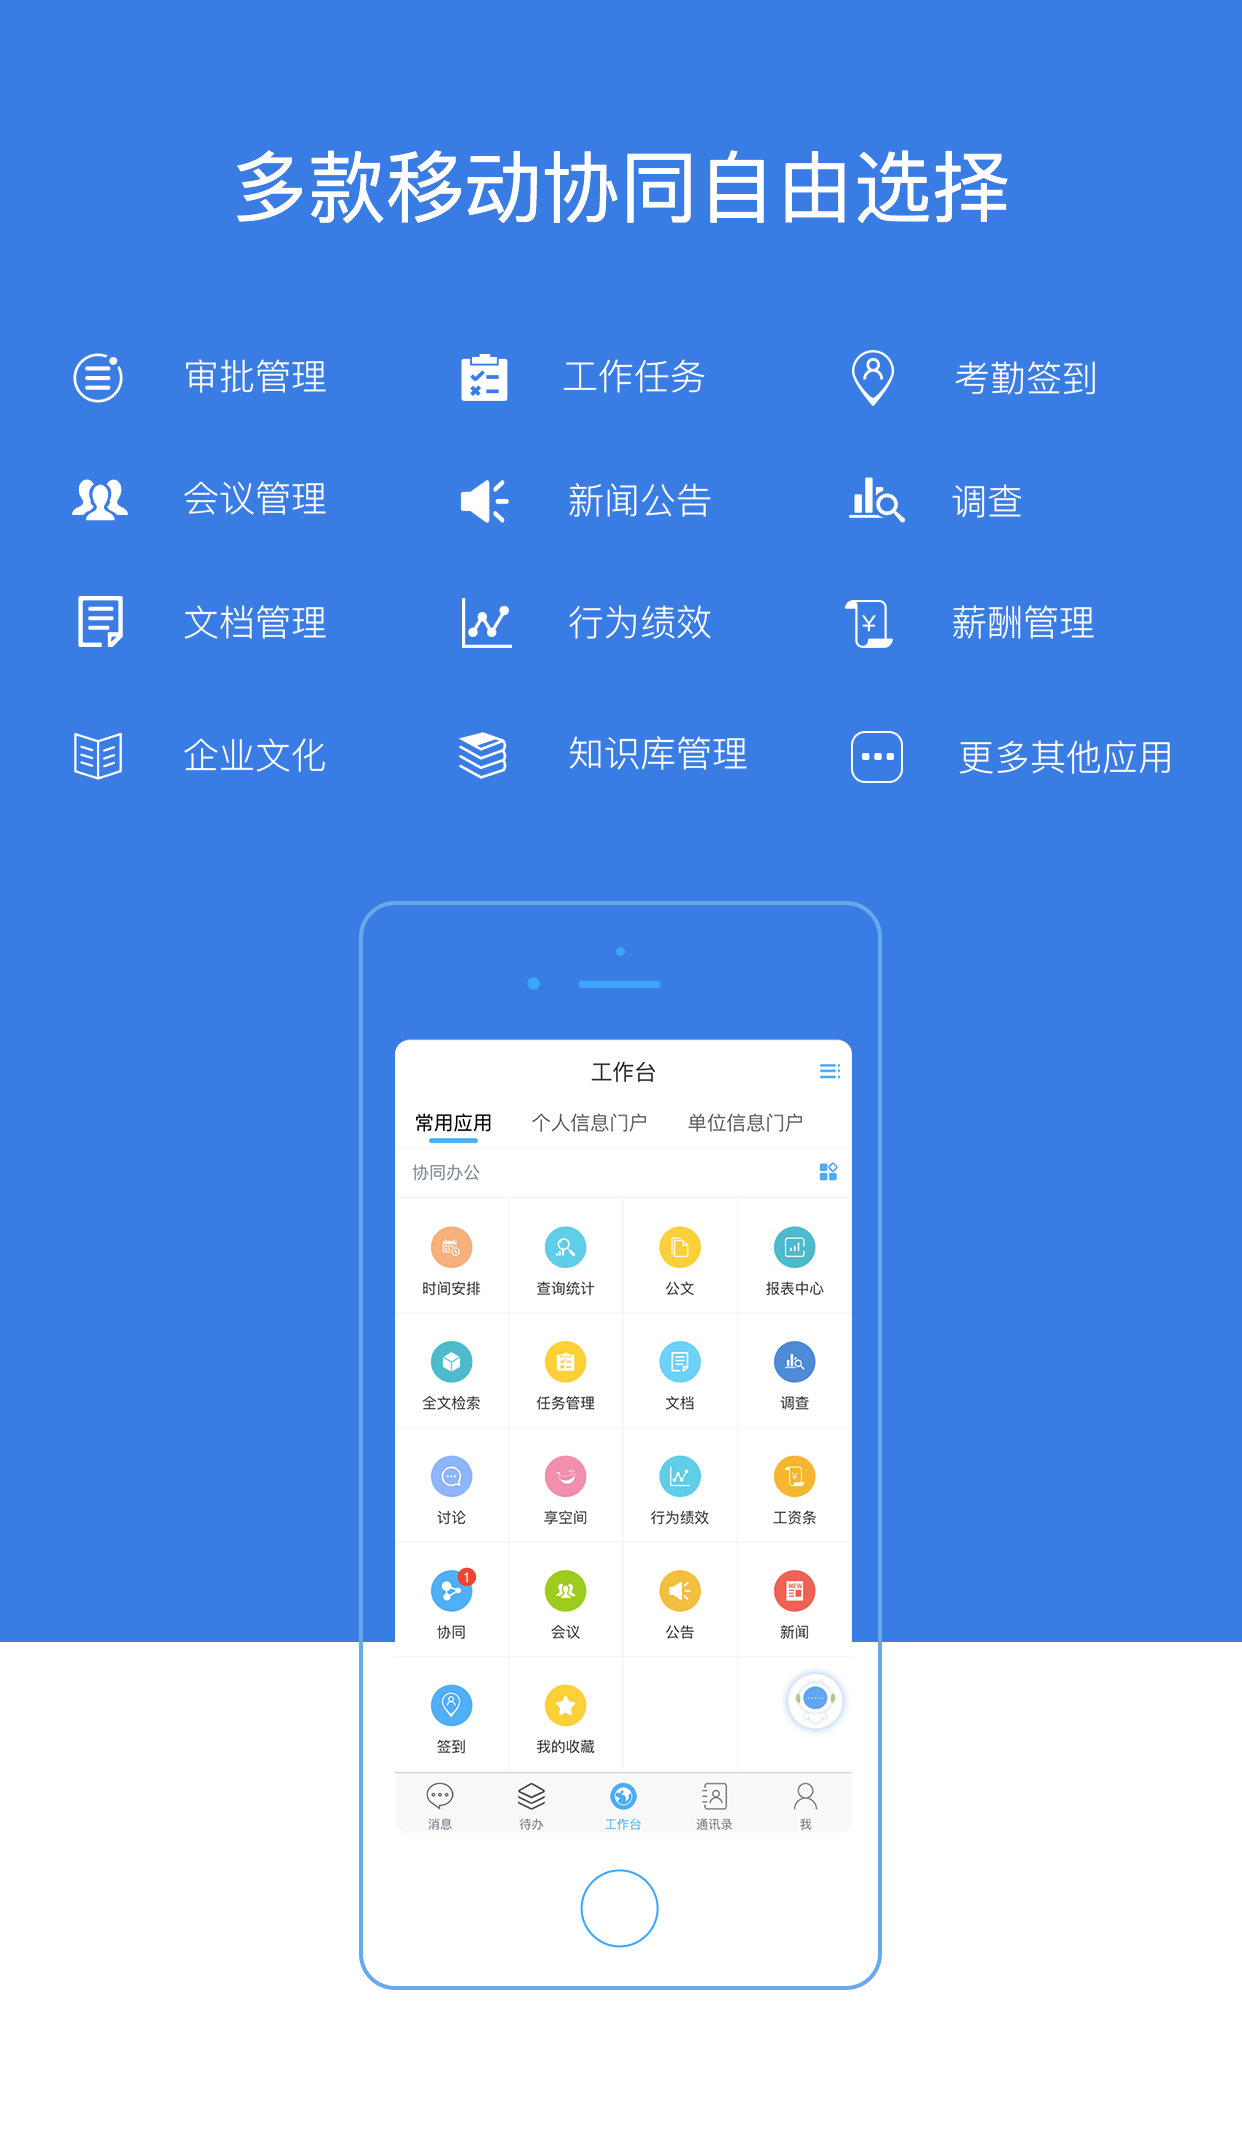 多款移动协同自由选择
审批管理 工作任务 考勤签到
会议管理 新闻公告 调查
文档管理 行为绩效 薪酬管理
企业文化 知识库管理 更多其他应用
工作台
常用应用 个人信息门户 单位信息门户
协同办公
时间安排 查询统计 公文 报表中心
全文检索 任务管理 文档 调查
讨论 享空间 行为绩效 工资条
1
NEW
协同 会议 公告 新闻
签到 我的收藏
消息 待办 工作台 通讯录 我